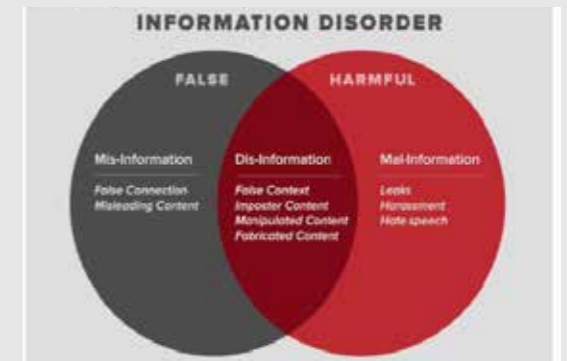 INFORMATION DISORDER
FALSE
HARMFUL
Mis-Information
False Connection
Misleading Content
Dis-Information
False Context
Imposter Content
Manipulated Content
Fabricated Content
Mal-Information
Leaks
Harassment
Hate speech